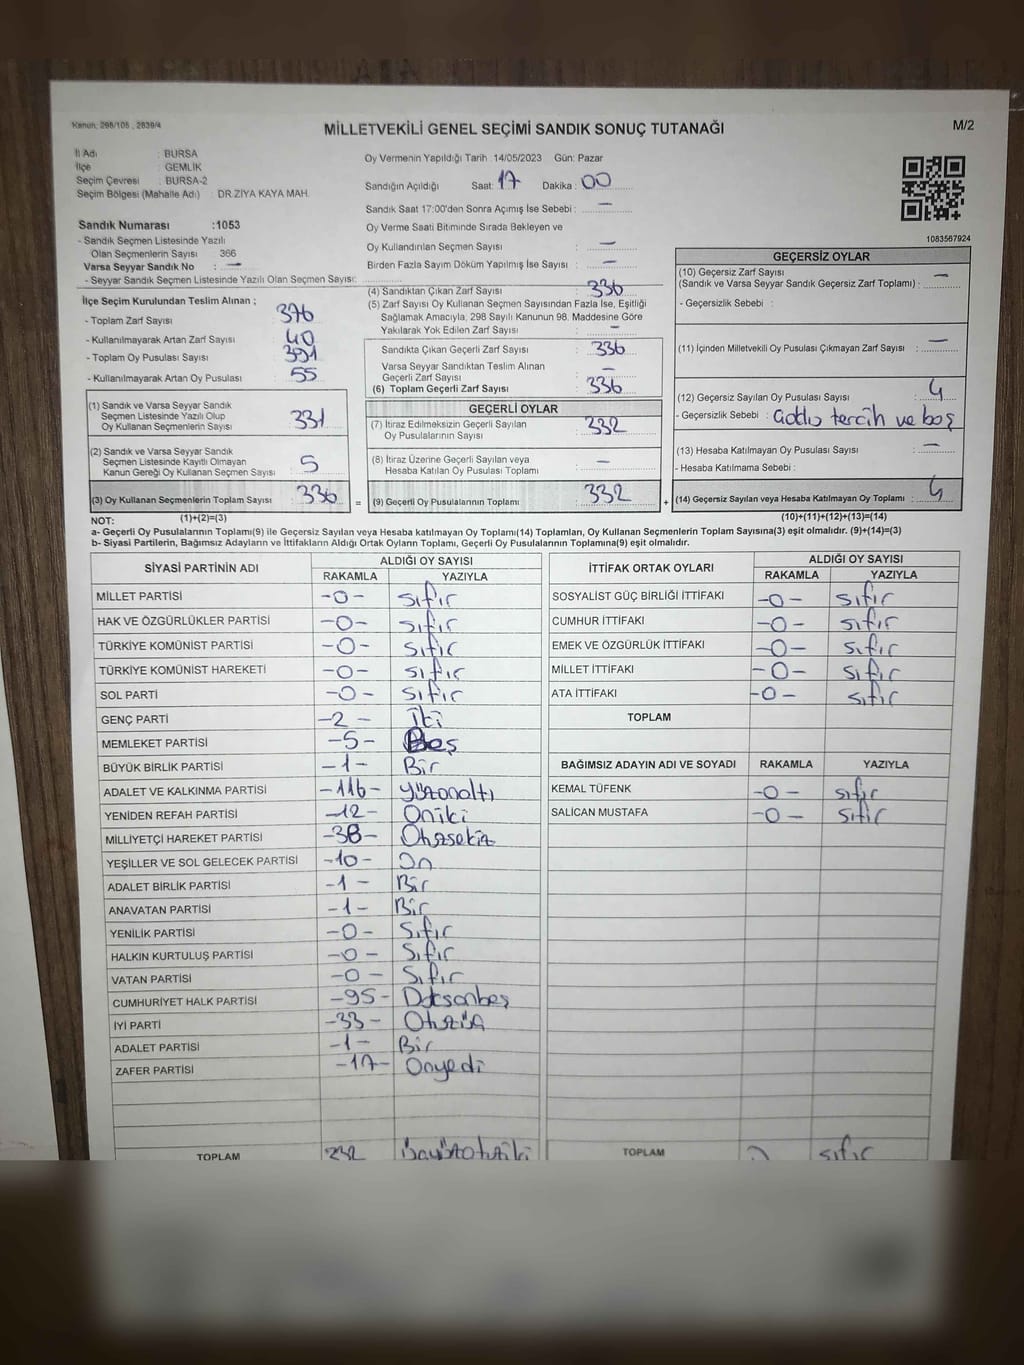 Kanun: 298/105 , 2839/4
MİLLETVEKİLİ GENEL SEÇİMİ SANDIK SONUÇ TUTANAĞI
M/2
İl Adı : BURSA
İlçe : GEMLİK
Seçim Çevresi : BURSA-2
Seçim Bölgesi (Mahalle Adı) : DR.ZİYA KAYA MAH.
Oy Vermenin Yapıldığı Tarih :14/05/2023 Gün: Pazar
Sandığın Açıldığı Saat: 17 Dakika : 00
Sandık Saat 17:00'den Sonra Açımış İse Sebebi : —
Oy Verme Saati Bitiminde Sırada Bekleyen ve
Oy Kullandırılan Seçmen Sayısı : —
Birden Fazla Sayım Döküm Yapılmış İse Sayısı : —
1083567924
Sandık Numarası :1053
- Sandık Seçmen Listesinde Yazılı
Olan Seçmenlerin Sayısı : 366
Varsa Seyyar Sandık No : —
- Seyyar Sandık Seçmen Listesinde Yazılı Olan Seçmen Sayısı:
İlçe Seçim Kurulundan Teslim Alınan ;
- Toplam Zarf Sayısı : 376
- Kullanılmayarak Artan Zarf Sayısı : 40
- Toplam Oy Pusulası Sayısı : 391
- Kullanılmayarak Artan Oy Pusulası : 55
(1) Sandık ve Varsa Seyyar Sandık
Seçmen Listesinde Yazılı Olup
Oy Kullanan Seçmenlerin Sayısı : 331
(2) Sandık ve Varsa Seyyar Sandık
Seçmen Listesinde Kayıtlı Olmayan
Kanun Gereği Oy Kullanan Seçmen Sayısı : 5
(3) Oy Kullanan Seçmenlerin Toplam Sayısı : 336
(1)+(2)=(3)
(4) Sandıktan Çıkan Zarf Sayısı : 336
(5) Zarf Sayısı Oy Kullanan Seçmen Sayısından Fazla İse, Eşitliği
Sağlamak Amacıyla, 298 Sayılı Kanunun 98. Maddesine Göre
Yakılarak Yok Edilen Zarf Sayısı : —
Sandıkta Çıkan Geçerli Zarf Sayısı : 336
Varsa Seyyar Sandıktan Teslim Alınan
Geçerli Zarf Sayısı : —
(6) Toplam Geçerli Zarf Sayısı : 336
GEÇERLİ OYLAR
(7) İtiraz Edilmeksizin Geçerli Sayılan
Oy Pusulalarının Sayısı : 332
(8) İtiraz Üzerine Geçerli Sayılan veya
Hesaba Katılan Oy Pusulası Toplamı : —
= (9) Geçerli Oy Pusulalarının Toplamı : 332 +
GEÇERSİZ OYLAR
(10) Geçersiz Zarf Sayısı
(Sandık ve Varsa Seyyar Sandık Geçersiz Zarf Toplamı) : —
- Geçersizlik Sebebi :
(11) İçinden Milletvekili Oy Pusulası Çıkmayan Zarf Sayısı : —
(12) Geçersiz Sayılan Oy Pusulası Sayısı : 4
- Geçersizlik Sebebi : tercih ve boş
(13) Hesaba Katılmayan Oy Pusulası Sayısı : —
- Hesaba Katılmama Sebebi :
(14) Geçersiz Sayılan veya Hesaba Katılmayan Oy Toplamı : 4
(10)+(11)+(12)+(13)=(14)
NOT:
a- Geçerli Oy Pusulalarının Toplamı(9) ile Geçersiz Sayılan veya Hesaba katılmayan Oy Toplamı(14) Toplamları, Oy Kullanan Seçmenlerin Toplam Sayısına(3) eşit olmalıdır. (9)+(14)=(3)
b- Siyasi Partilerin, Bağımsız Adayların ve İttifakların Aldığı Oyların Toplamı, Geçerli Oy Pusulalarının Toplamına(9) eşit olmalıdır.
SİYASİ PARTİNİN ADI ALDIĞI OY SAYISI
RAKAMLA YAZIYLA
MİLLET PARTİSİ -0- sıfır
HAK VE ÖZGÜRLÜKLER PARTİSİ -0- sıfır
TÜRKİYE KOMÜNİST PARTİSİ -0- sıfır
TÜRKİYE KOMÜNİST HAREKETİ -0- sıfır
SOL PARTİ -0- sıfır
GENÇ PARTİ -2- İki
MEMLEKET PARTİSİ -5- Beş
BÜYÜK BİRLİK PARTİSİ -1- Bir
ADALET VE KALKINMA PARTİSİ -116- yüzonaltı
YENİDEN REFAH PARTİSİ -12- Oniki
MİLLİYETÇİ HAREKET PARTİSİ -38- Otuzsekiz
YEŞİLLER VE SOL GELECEK PARTİSİ -10- On
ADALET BİRLİK PARTİSİ -1- Bir
ANAVATAN PARTİSİ -1- Bir
YENİLİK PARTİSİ -0- Sıfır
HALKIN KURTULUŞ PARTİSİ -0- Sıfır
VATAN PARTİSİ -0- Sıfır
CUMHURİYET HALK PARTİSİ -95- Doksanbeş
İYİ PARTİ -33- Otuzüç
ADALET PARTİSİ -1- Bir
ZAFER PARTİSİ -17- Onyedi
TOPLAM 332 üçyüzotuziki
İTTİFAK ORTAK OYLARI ALDIĞI OY SAYISI
RAKAMLA YAZIYLA
SOSYALİST GÜÇ BİRLİĞİ İTTİFAKI -0- sıfır
CUMHUR İTTİFAKI -0- sıfır
EMEK VE ÖZGÜRLÜK İTTİFAKI -0- sıfır
MİLLET İTTİFAKI -0- sıfır
ATA İTTİFAKI -0- sıfır
TOPLAM
BAĞIMSIZ ADAYIN ADI VE SOYADI RAKAMLA YAZIYLA
KEMAL TÜFENK -0- sıfır
SALİCAN MUSTAFA -0- sıfır
TOPLAM sıfır